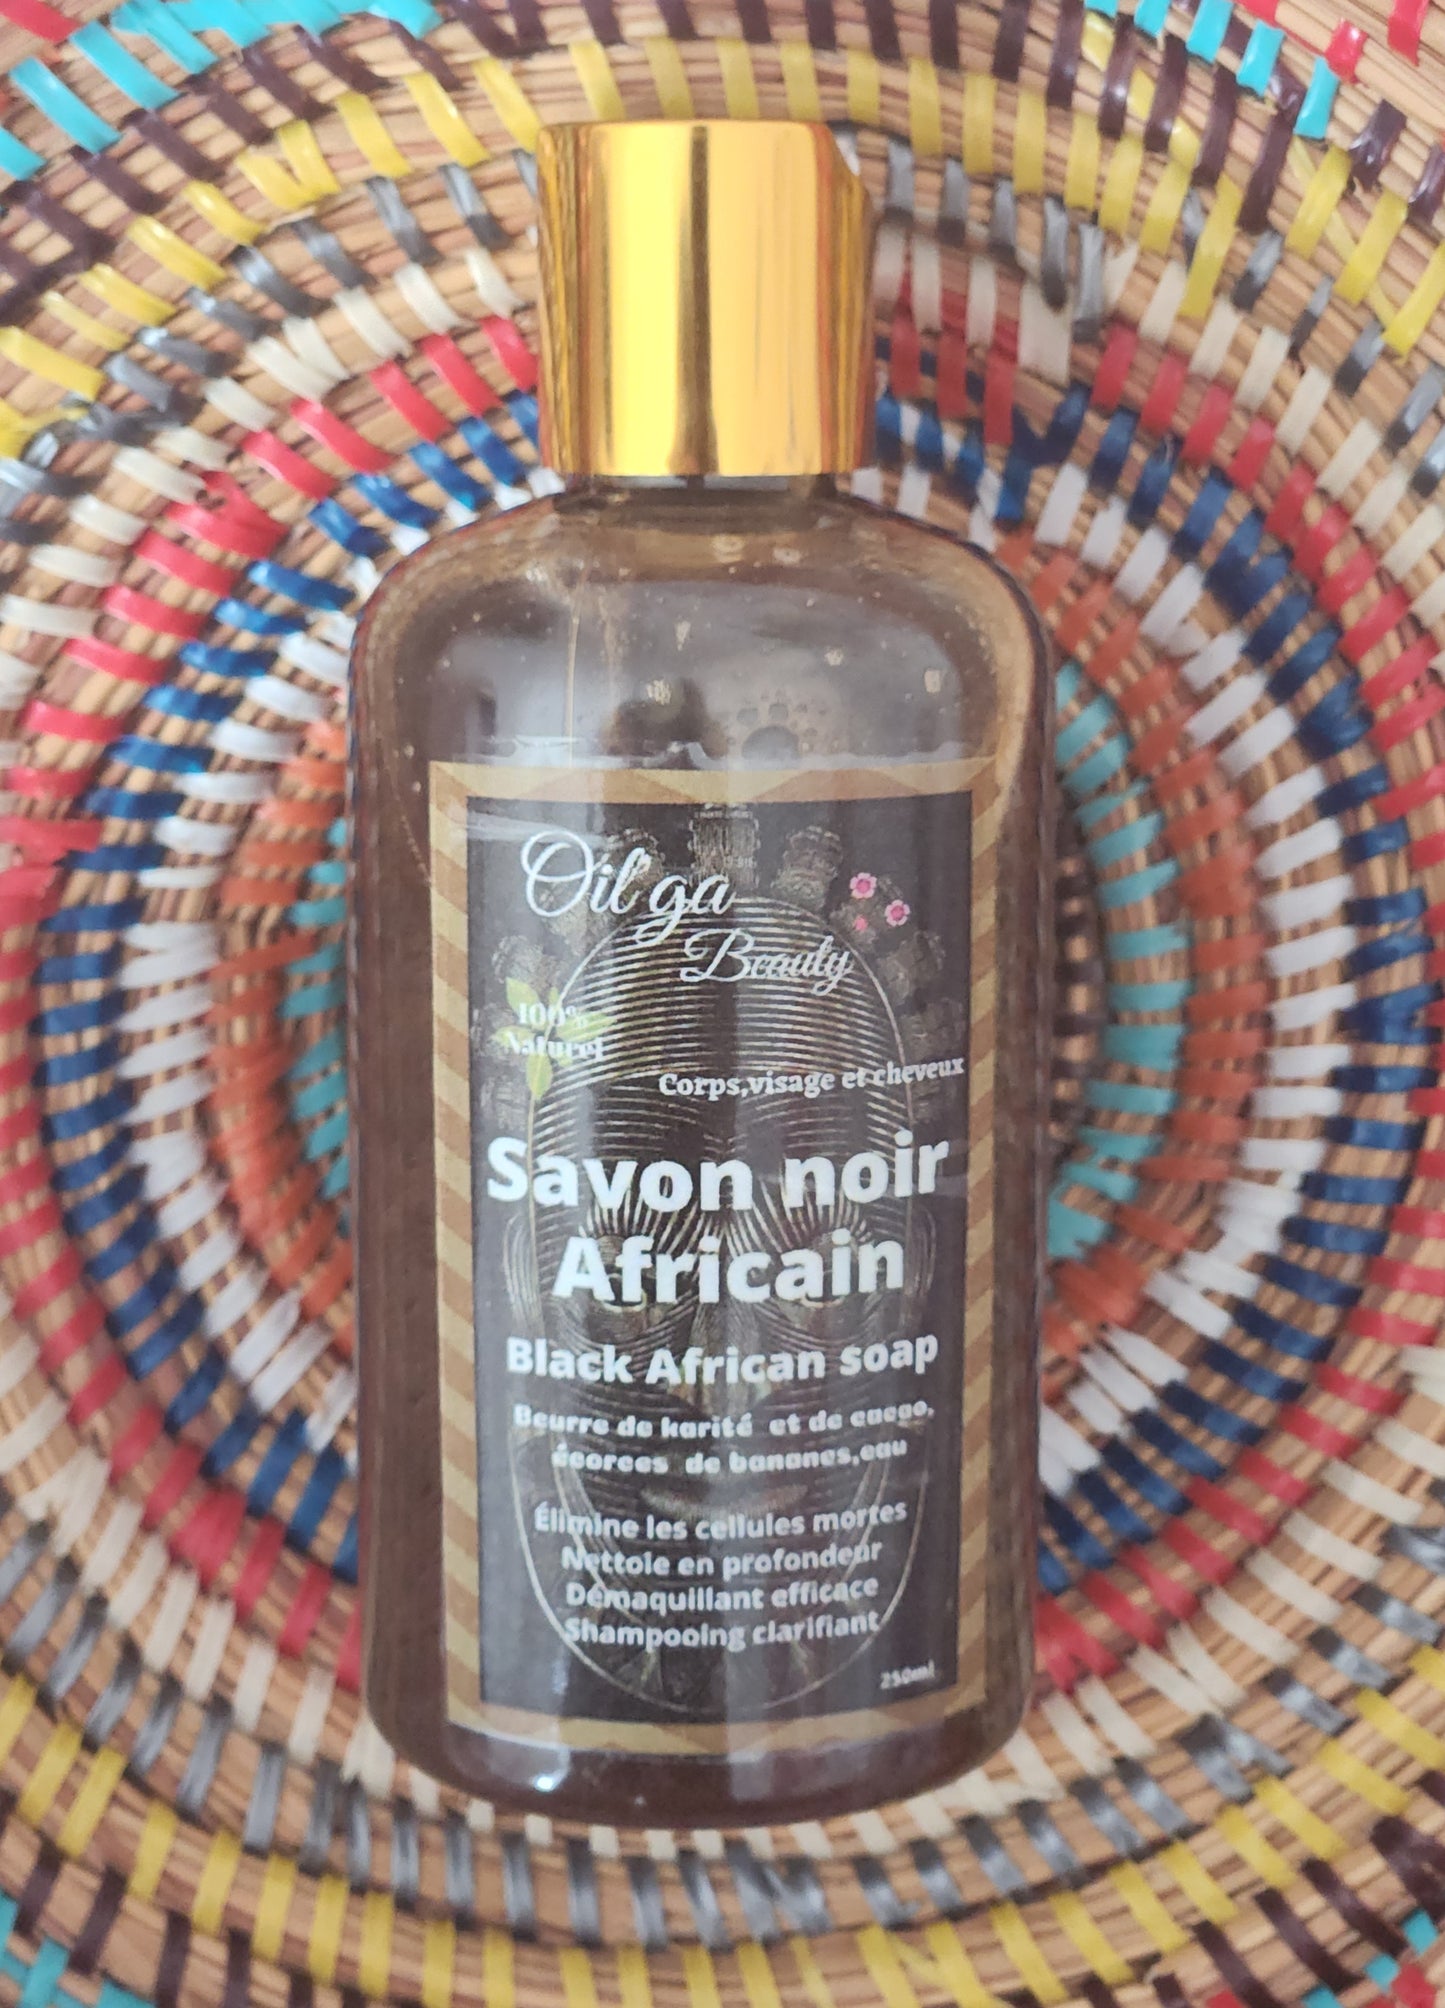 Oil'ga
Beauty
100%
Naturel
Corps,visage et cheveux
Savon noir
Africain
Black African soap
Beurre de karité et de cacao,
écorces de bananes,eau
Élimine les cellules mortes
Nettoie en profondeur
Démaquillant efficace
Shampooing clarifiant
250ml